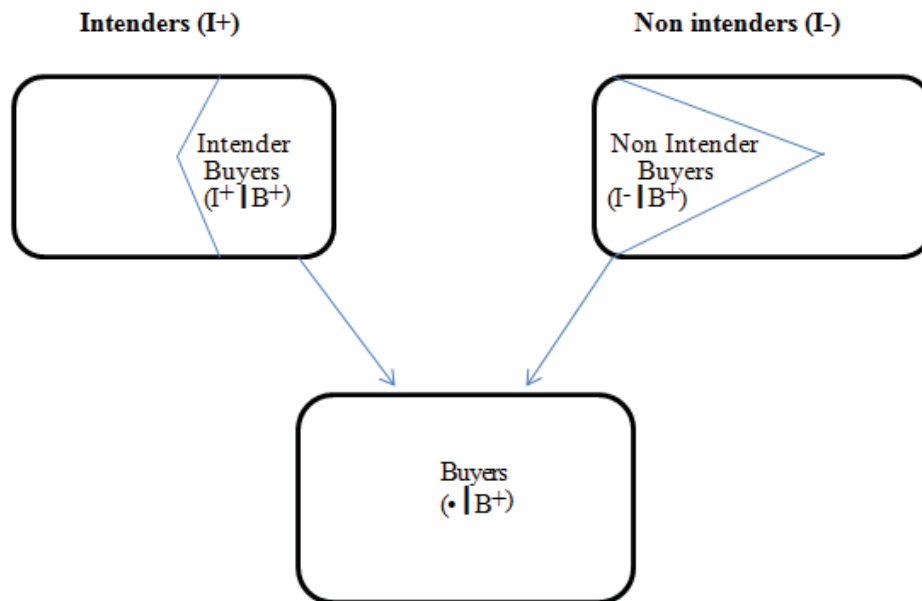 Intenders (I+)
Non intenders (I-)
Intender
Buyers
(I+ | B+)
Non Intender
Buyers
(I- | B+)
Buyers
(• | B+)